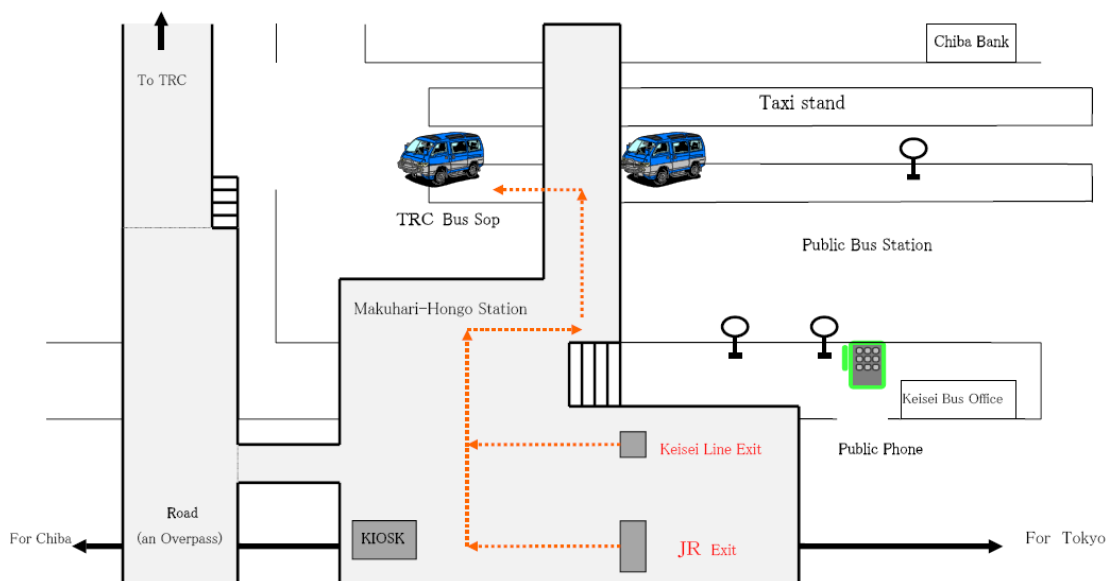 Chiba Bank
To TRC
Taxi stand
TRC Bus Sop
Public Bus Station
Makuhari-Hongo Station
Keisei Bus Office
Keisei Line Exit
Public Phone
Road
(an Overpass)
For Chiba
KIOSK
JR Exit
For Tokyo